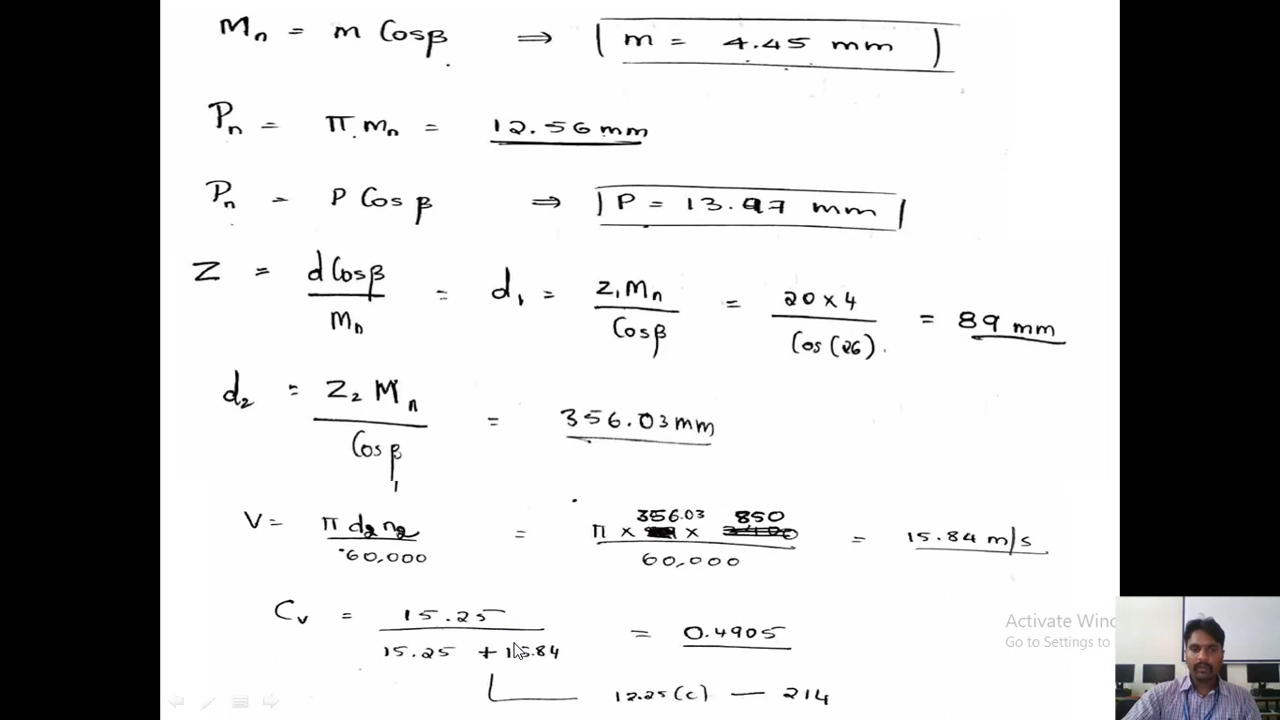 Mn = m Cosβ ⇒ m = 4.45 mm
Pn = π mn = 12.56 mm
Pn = P Cos β ⇒ P = 13.97 mm
Z = d Cosβ / Mn = d1 = Z1 Mn / Cosβ = 20 x 4 / Cos (26) = 89 mm
d2 = Z2 Mn / Cos β = 356.03 mm
V = π d2 n2 / 60,000 = π x 356.03 x 850 / 60,000 = 15.84 m/s
Cv = 15.25 / 15.25 + 15.84 = 0.4905
12.25 (c) — 214
Activate Wind
Go to Settings to